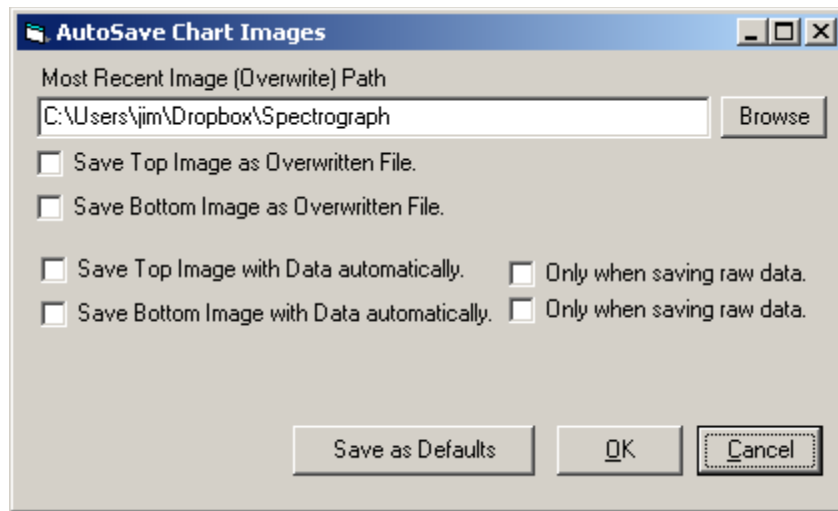 AutoSave Chart Images
Most Recent Image (Overwrite) Path
C:\Users\jim\Dropbox\Spectrograph
Browse
Save Top Image as Overwritten File.
Save Bottom Image as Overwritten File.
Save Top Image with Data automatically.
Only when saving raw data.
Save Bottom Image with Data automatically.
Only when saving raw data.
Save as Defaults
OK
Cancel